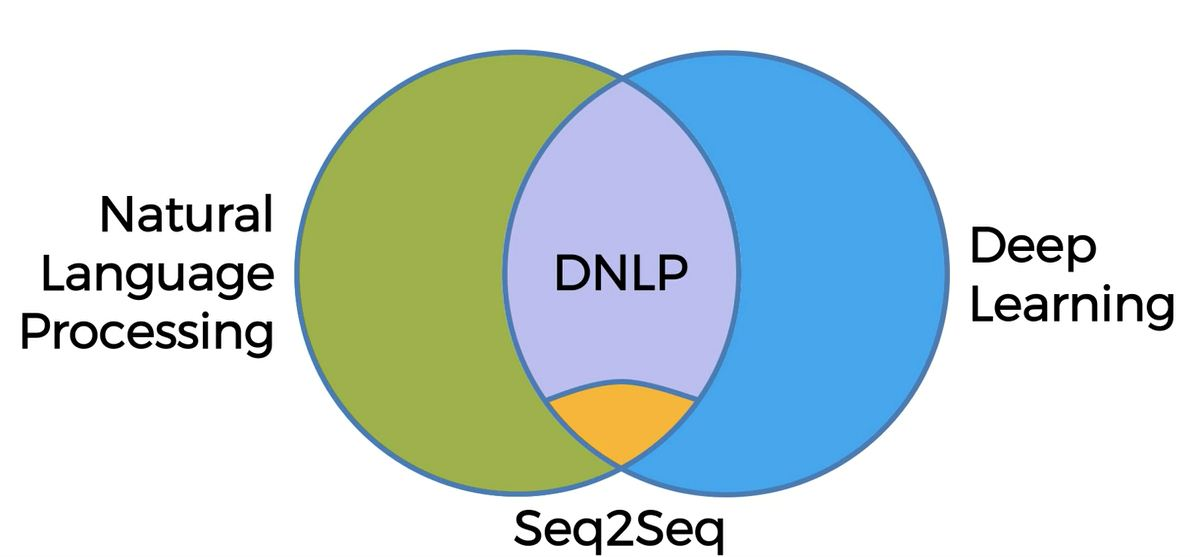 Natural
Language
Processing
DNLP
Deep
Learning
Seq2Seq